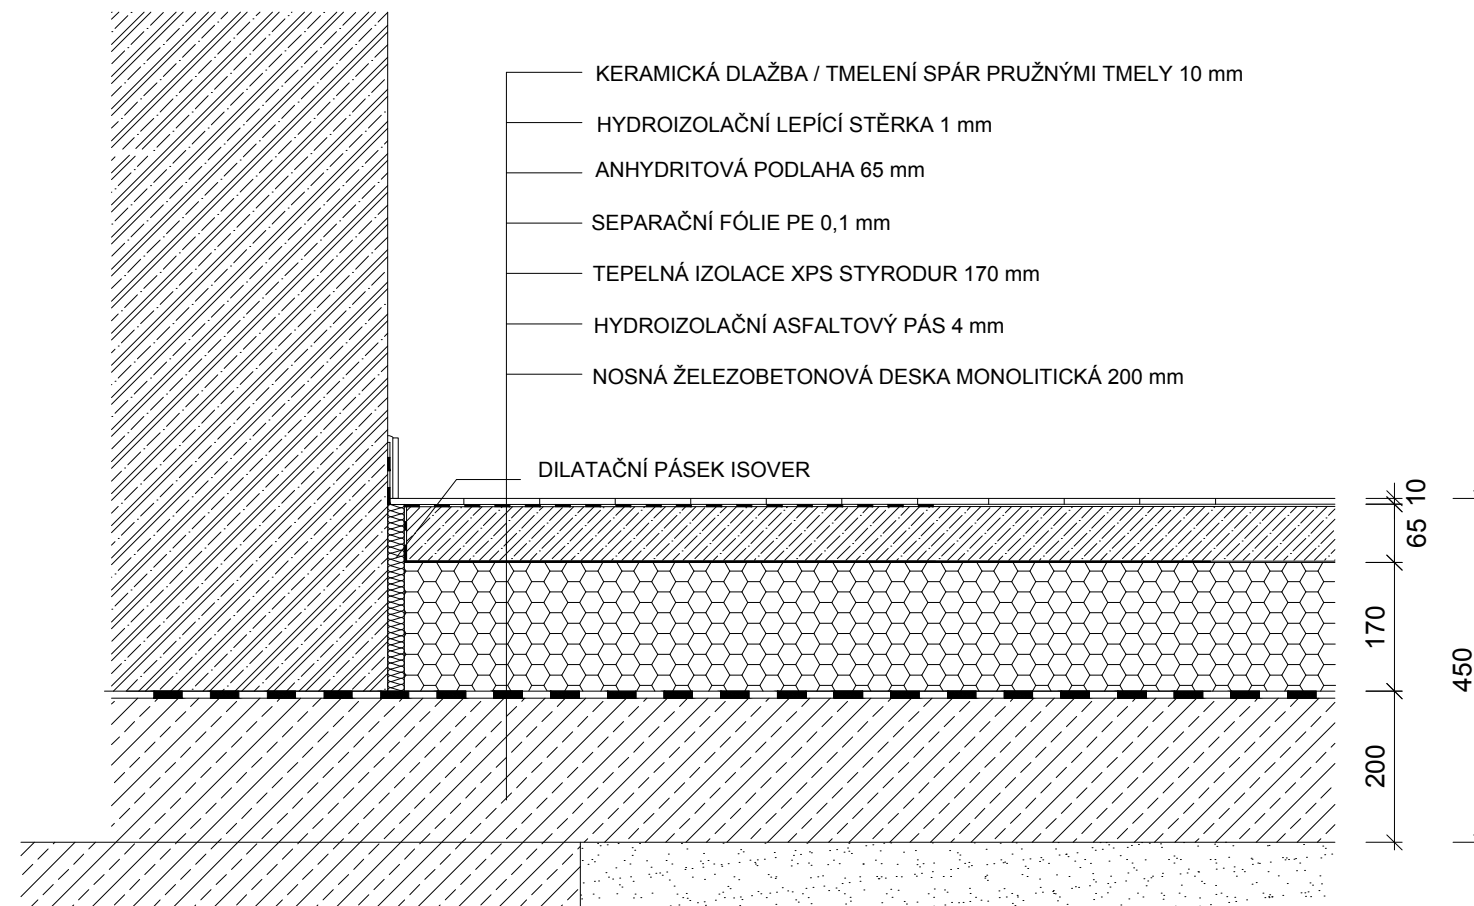 KERAMICKÁ DLAŽBA / TMELENÍ SPÁR PRUŽNÝMI TMELY 10 mm
HYDROIZOLAČNÍ LEPÍCÍ STĚRKA 1 mm
ANHYDRITOVÁ PODLAHA 65 mm
SEPARAČNÍ FÓLIE PE 0,1 mm
TEPELNÁ IZOLACE XPS STYRODUR 170 mm
HYDROIZOLAČNÍ ASFALTOVÝ PÁS 4 mm
NOSNÁ ŽELEZOBETONOVÁ DESKA MONOLITICKÁ 200 mm
DILATAČNÍ PÁSEK ISOVER
10
65
170
450
200